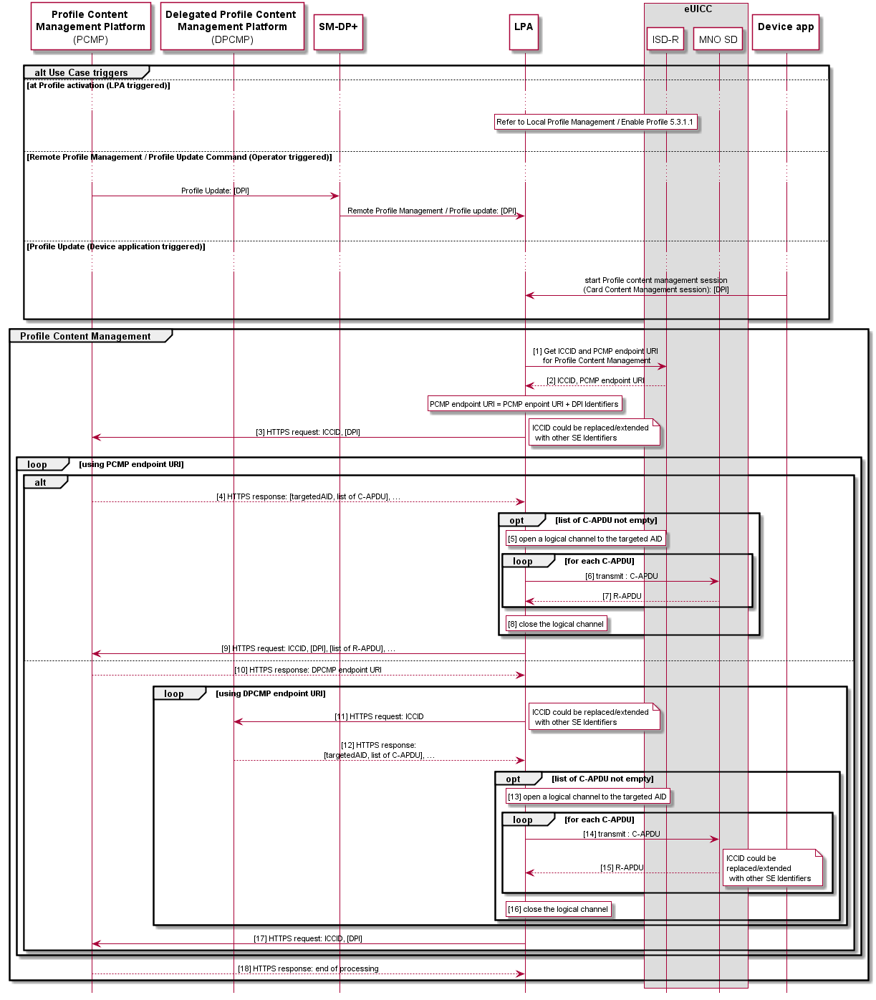 Profile Content
Management Platform
(PCMP)
Delegated Profile Content
Management Platform
(DPCMP)
SM-DP+
LPA
eUICC
ISD-R
MNO SD
Device app
alt Use Case triggers
[at Profile activation (LPA triggered)]
Refer to Local Profile Management / Enable Profile 5.3.1.1
[Remote Profile Management / Profile Update Command (Operator triggered)]
Profile Update: [DPI]
Remote Profile Management / Profile update: [DPI]
[Profile Update (Device application triggered)]
start Profile content management session
(Card Content Management session): [DPI]
Profile Content Management
[1] Get ICCID and PCMP endpoint URI
for Profile Content Management
[2] ICCID, PCMP endpoint URI
PCMP endpoint URI = PCMP enpoint URI + DPI Identifiers
[3] HTTPS request: ICCID, [DPI]
ICCID could be replaced/extended
with other SE Identifiers
loop [using PCMP endpoint URI]
alt
[4] HTTPS response: [targetedAID, list of C-APDU], ...
opt [list of C-APDU not empty]
[5] open a logical channel to the targeted AID
loop [for each C-APDU]
[6] transmit : C-APDU
[7] R-APDU
[8] close the logical channel
[9] HTTPS request: ICCID, [DPI], [list of R-APDU], ...
[10] HTTPS response: DPCMP endpoint URI
loop [using DPCMP endpoint URI]
[11] HTTPS request: ICCID
ICCID could be replaced/extended
with other SE Identifiers
[12] HTTPS response:
[targetedAID, list of C-APDU], ...
opt [list of C-APDU not empty]
[13] open a logical channel to the targeted AID
loop [for each C-APDU]
[14] transmit : C-APDU
[15] R-APDU
ICCID could be
replaced/extended
with other SE Identifiers
[16] close the logical channel
[17] HTTPS request: ICCID, [DPI]
[18] HTTPS response: end of processing